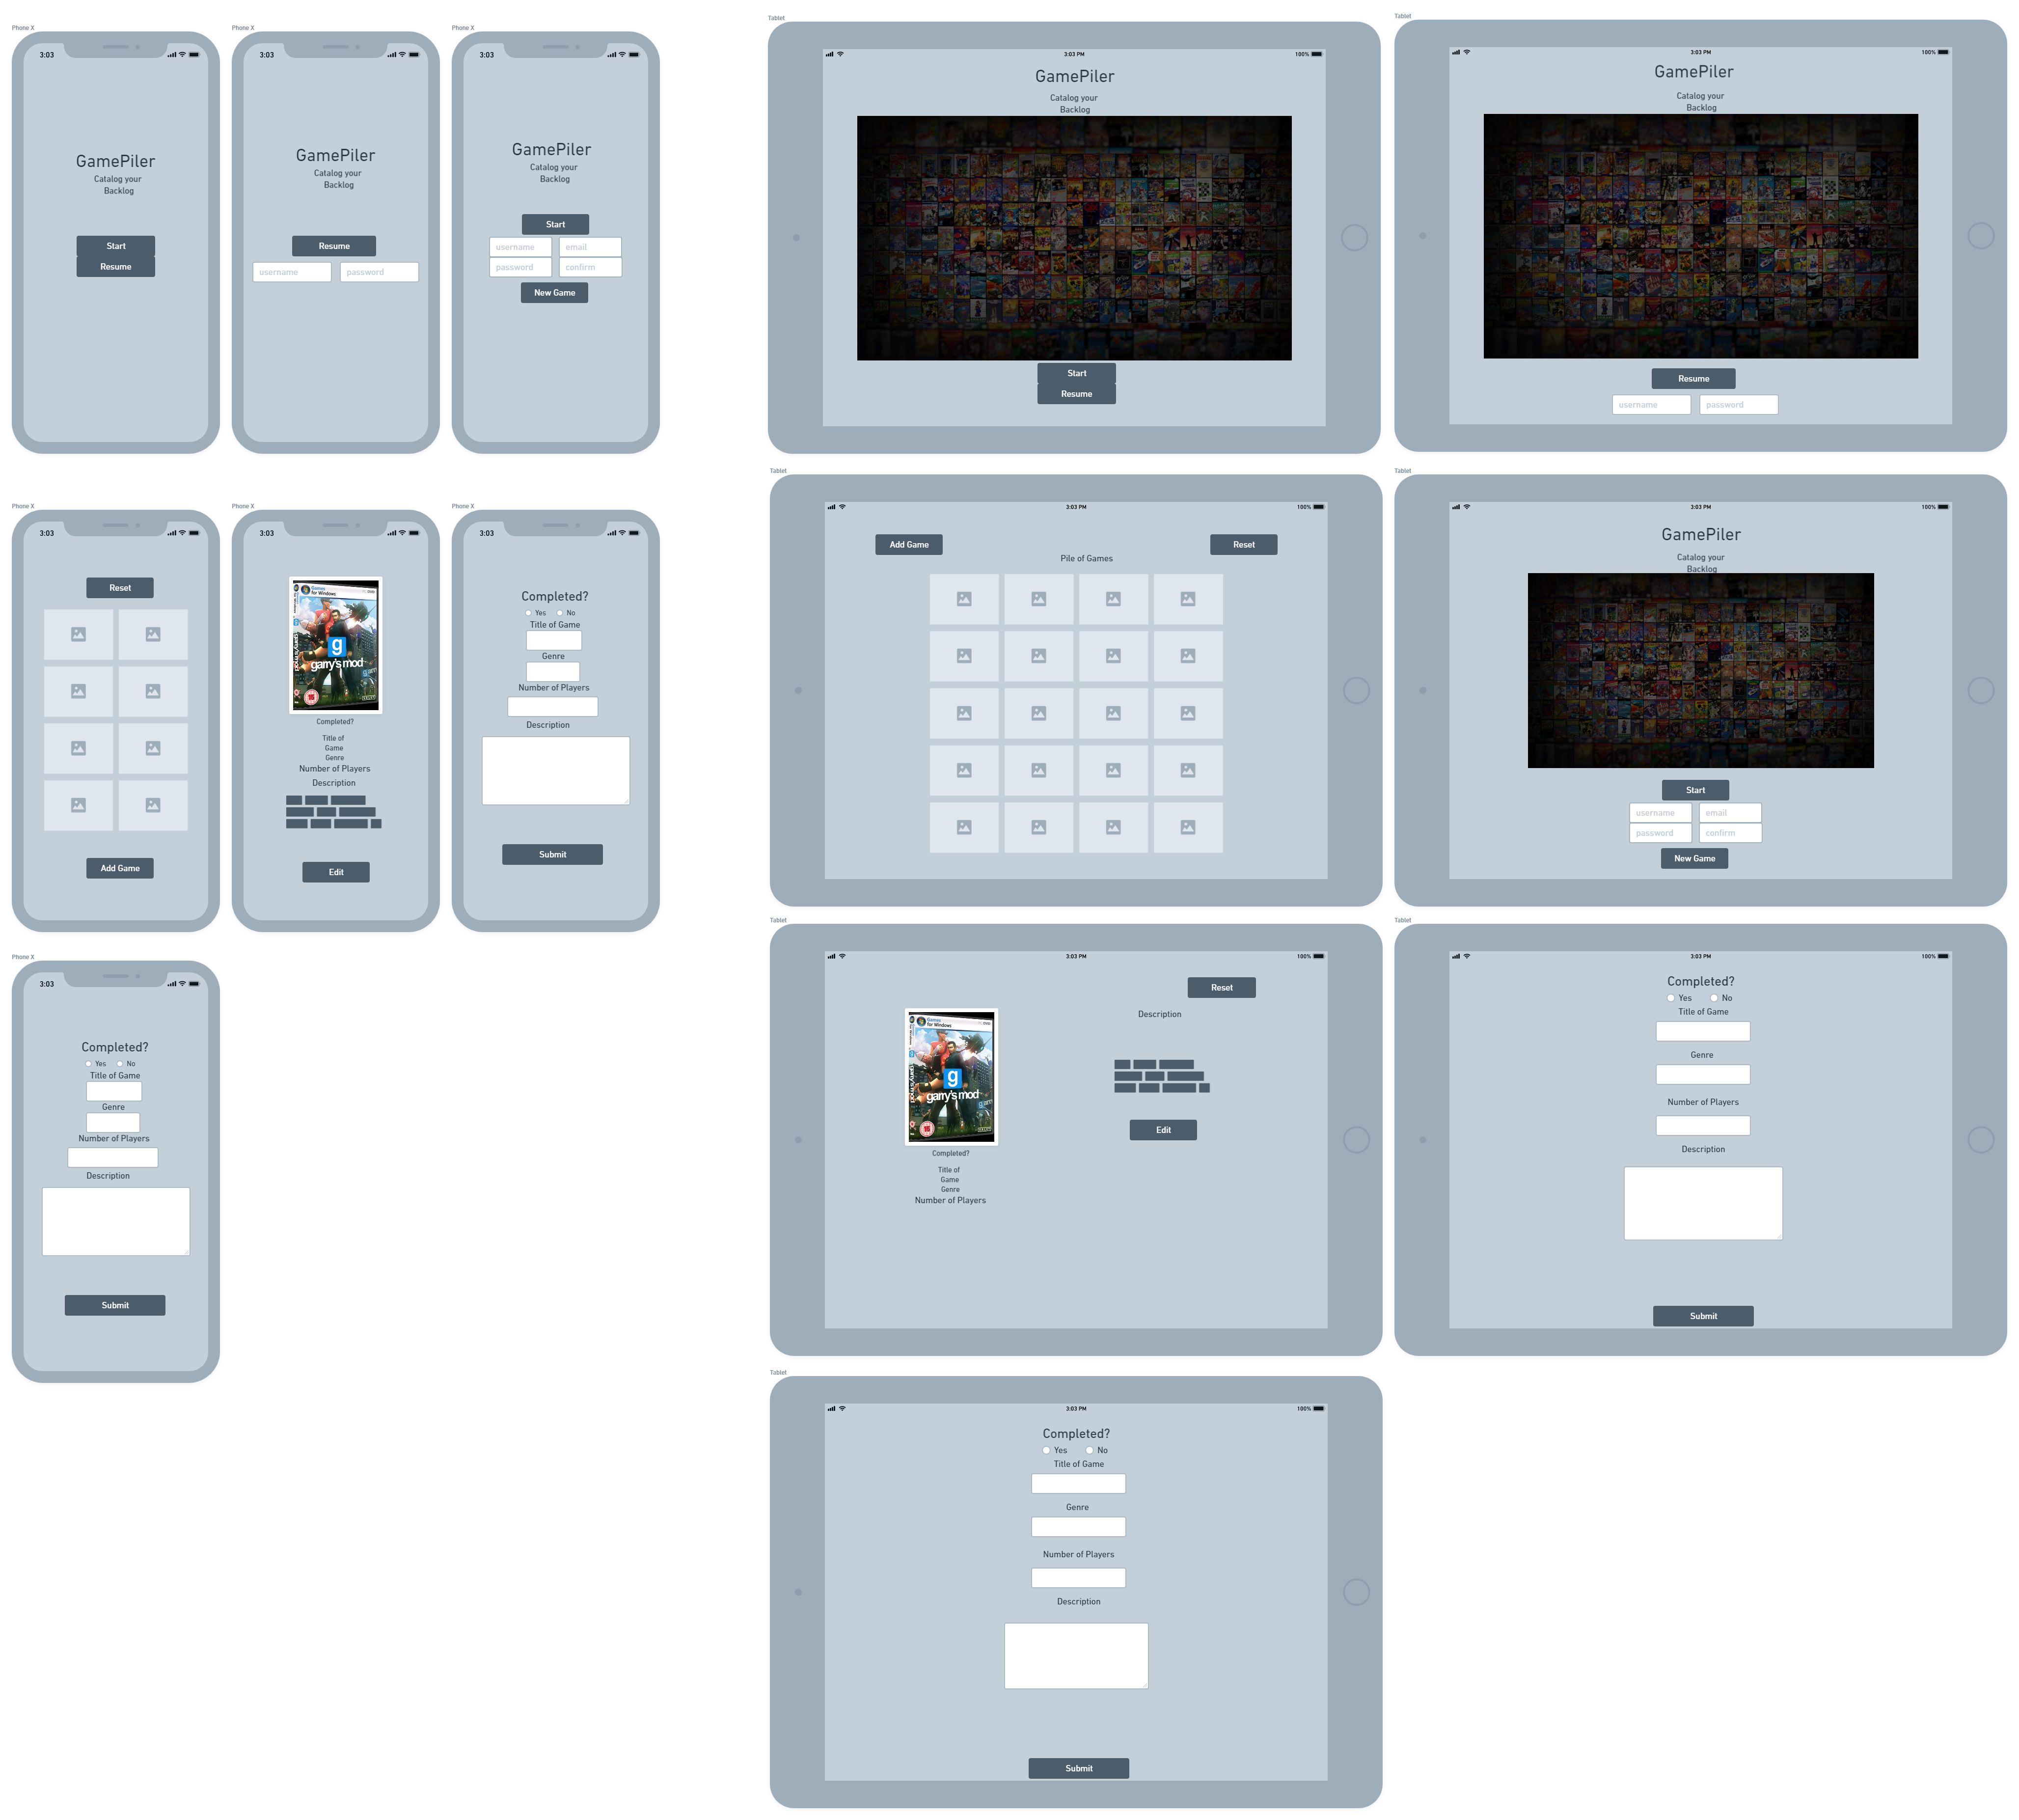 Phone X
3:03
GamePiler
Catalog your
Backlog
Start
Resume
Phone X
3:03
GamePiler
Catalog your
Backlog
Resume
username
password
Phone X
3:03
GamePiler
Catalog your
Backlog
Start
username
email
password
confirm
New Game
Tablet
3:03 PM
100%
GamePiler
Catalog your
Backlog
Start
Resume
Tablet
3:03 PM
100%
GamePiler
Catalog your
Backlog
Resume
username
password
Phone X
3:03
Reset
Add Game
Phone X
3:03
Games
for Windows
garry's mod
g
garry's mod
15
Completed?
Title of
Game
Genre
Number of Players
Description
Edit
Phone X
3:03
Completed?
Yes
No
Title of Game
Genre
Number of Players
Description
Submit
Tablet
3:03 PM
100%
Add Game
Reset
Pile of Games
Tablet
3:03 PM
100%
GamePiler
Catalog your
Backlog
Start
username
email
password
confirm
New Game
Phone X
3:03
Completed?
Yes
No
Title of Game
Genre
Number of Players
Description
Submit
Tablet
3:03 PM
100%
Reset
Games
for Windows
garry's mod
g
garry's mod
15
Completed?
Title of
Game
Genre
Number of Players
Description
Edit
Tablet
3:03 PM
100%
Completed?
Yes
No
Title of Game
Genre
Number of Players
Description
Submit
Tablet
3:03 PM
100%
Completed?
Yes
No
Title of Game
Genre
Number of Players
Description
Submit